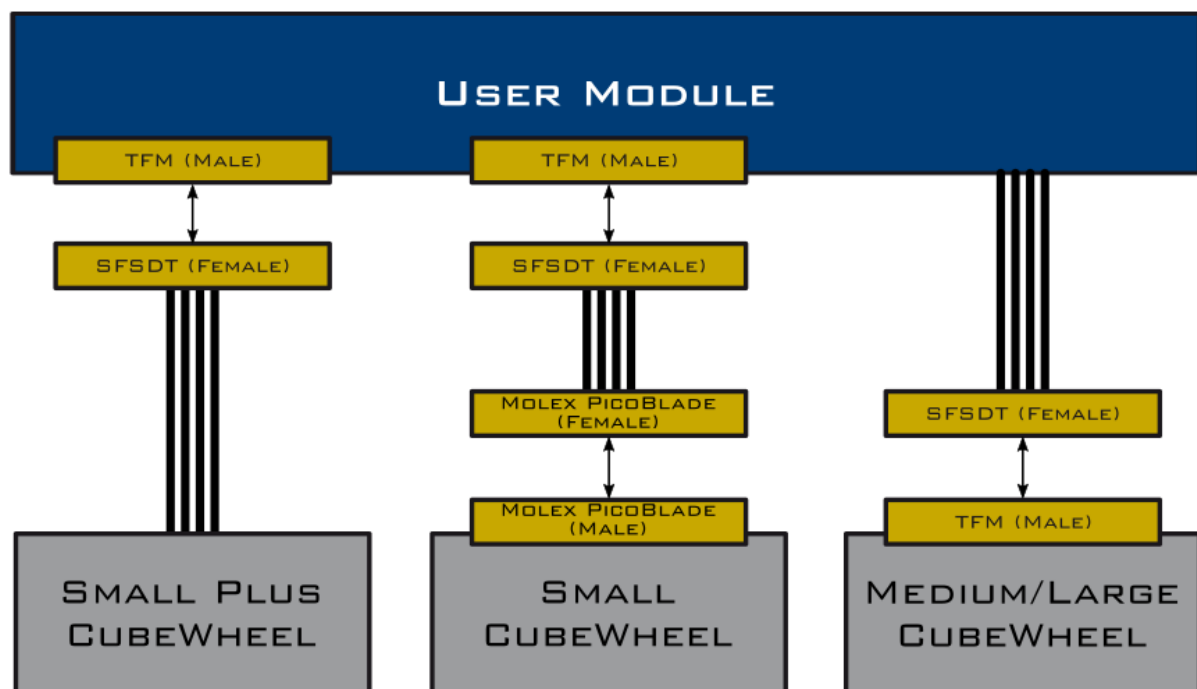 User Module
TFM (Male)
TFM (Male)
SFSDT (Female)
SFSDT (Female)
Molex PicoBlade
(Female)
SFSDT (Female)
Molex PicoBlade
(Male)
TFM (Male)
Small Plus
CubeWheel
Small
CubeWheel
Medium/Large
CubeWheel